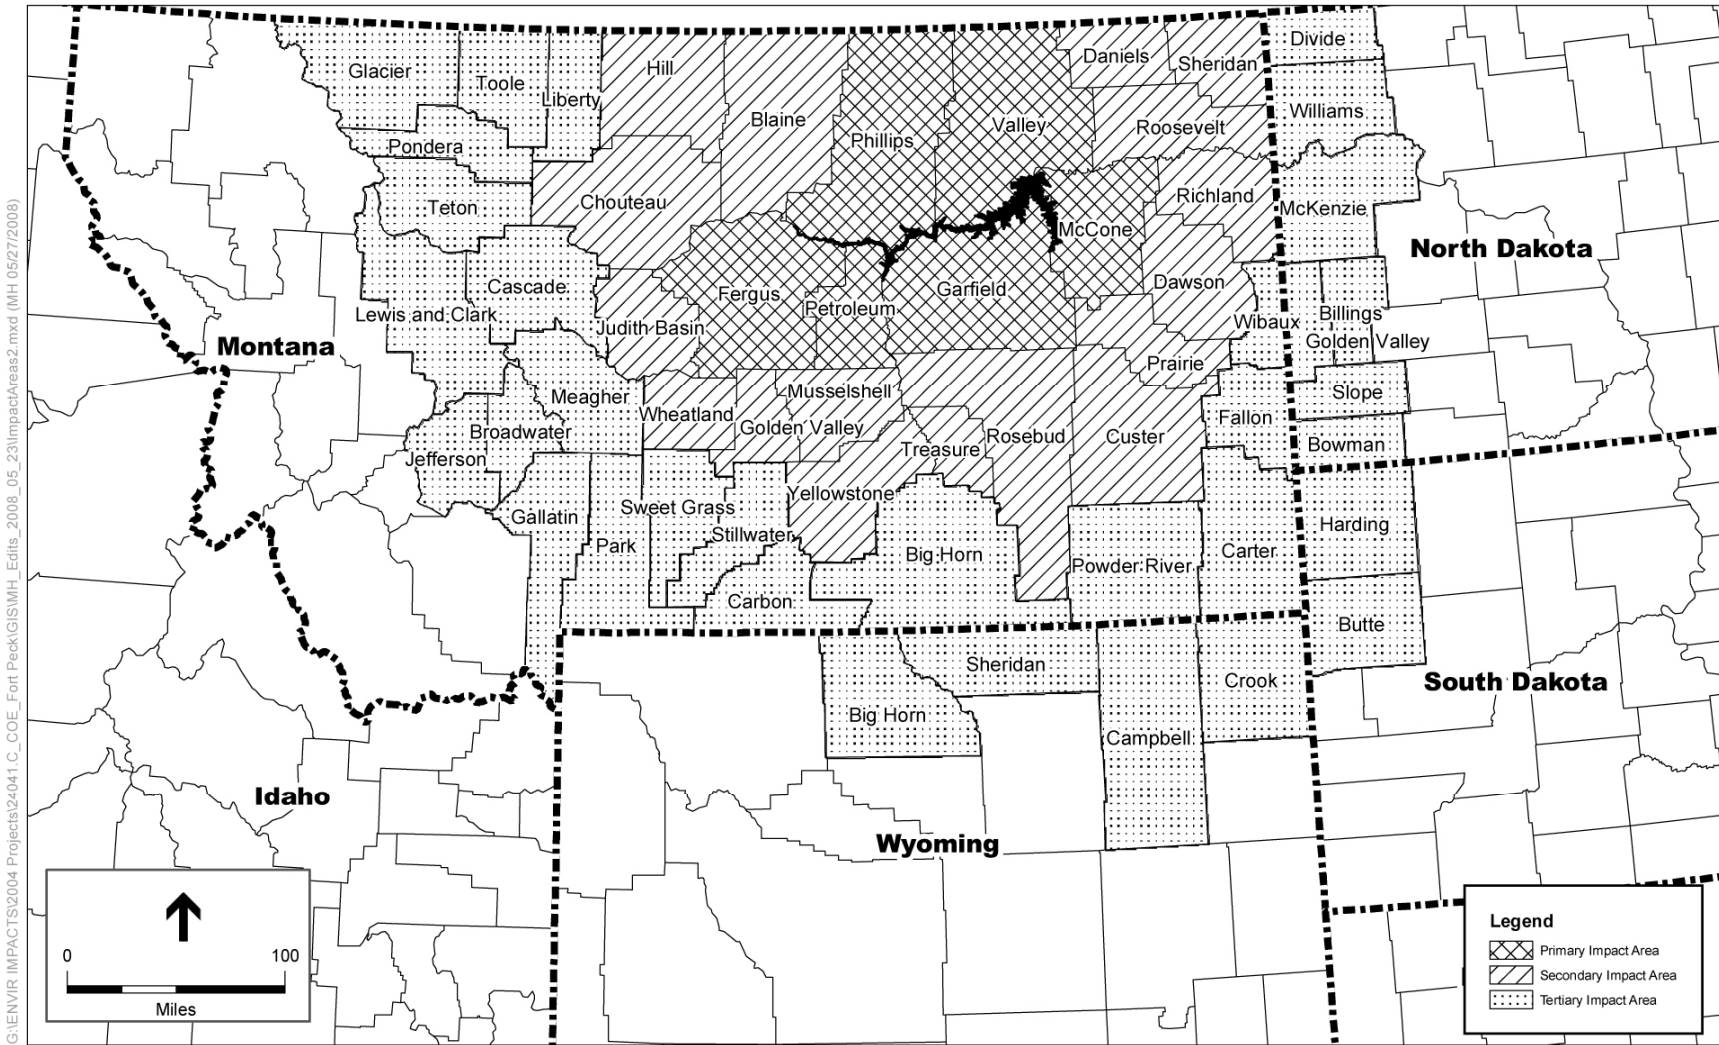 Glacier
Toole
Liberty
Hill
Blaine
Phillips
Valley
Daniels
Sheridan
Divide
Williams
Roosevelt
Pondera
Teton
Chouteau
Richland
McKenzie
McCone
North Dakota
Cascade
Lewis and Clark
Fergus
Petroleum
Garfield
Dawson
Judith Basin
Wibaux
Billings
Golden Valley
Montana
Prairie
Slope
Meagher
Musselshell
Wheatland
Golden Valley
Fallon
Broadwater
Treasure
Rosebud
Custer
Bowman
Jefferson
Yellowstone
Sweet Grass
Gallatin
Stillwater
Park
Big Horn
Powder River
Carter
Harding
Carbon
Butte
Sheridan
Crook
South Dakota
Big Horn
Campbell
Idaho
Wyoming
0 100
Miles
Legend
Primary Impact Area
Secondary Impact Area
Tertiary Impact Area
G:\ENVIR IMPACTS\2004 Projects\24041.C_COE_Fort Peck\GIS\MH_Edits_2008_05_23\ImpactAreas2.mxd (MH 05/27/2008)